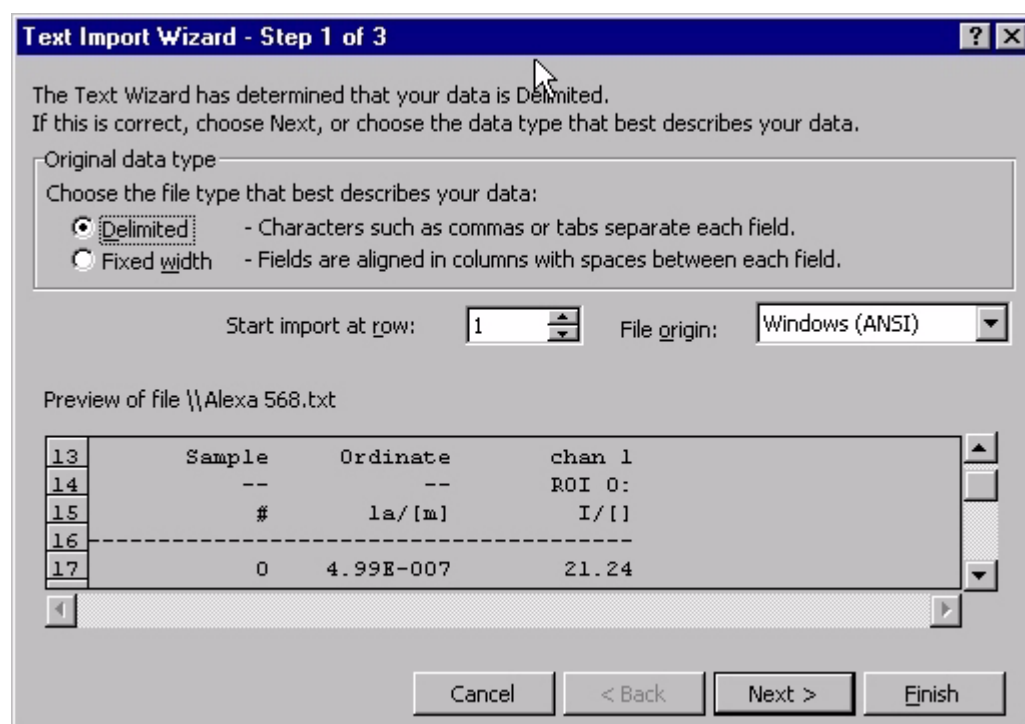 Text Import Wizard - Step 1 of 3
The Text Wizard has determined that your data is Delimited.
If this is correct, choose Next, or choose the data type that best describes your data.
Original data type
Choose the file type that best describes your data:
Delimited - Characters such as commas or tabs separate each field.
Fixed width - Fields are aligned in columns with spaces between each field.
Start import at row: 1 File origin: Windows (ANSI)
Preview of file \\Alexa 568.txt
13 Sample Ordinate chan 1
14 -- -- ROI 0:
15 # la/[m] I/[]
16 ----------------------------------------
17 0 4.99E-007 21.24
Cancel < Back Next > Finish